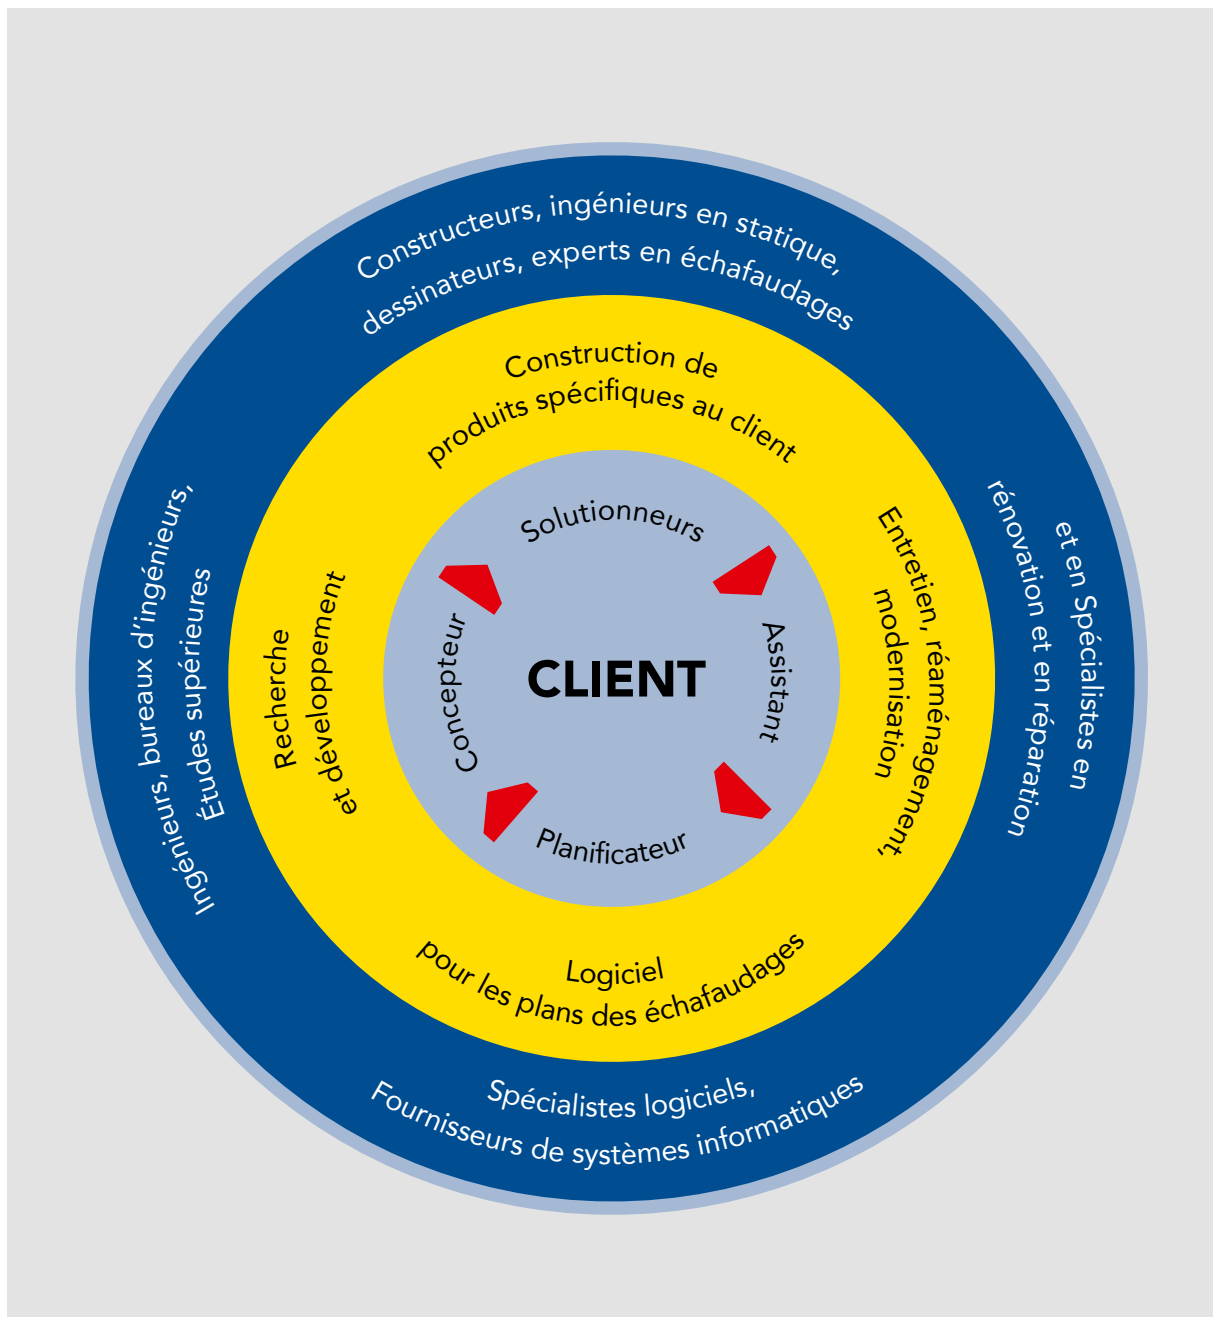 Constructeurs, ingénieurs en statique,
dessinateurs, experts en échafaudages
Construction de
produits spécifiques au client
Solutionneurs
Ingénieurs, bureaux d’ingénieurs,
Études supérieures
Recherche
et développement
Concepteur
CLIENT
Assistant
Entretien, réaménagement,
modernisation
et en Spécialistes en
rénovation et en réparation
Planificateur
Logiciel
pour les plans des échafaudages
Spécialistes logiciels,
Fournisseurs de systèmes informatiques